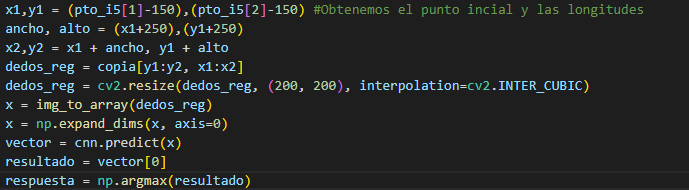 x1,y1 = (pto_i5[1]-150),(pto_i5[2]-150) #Obtenemos el punto incial y las longitudes
ancho, alto = (x1+250),(y1+250)
x2,y2 = x1 + ancho, y1 + alto
dedos_reg = copia[y1:y2, x1:x2]
dedos_reg = cv2.resize(dedos_reg, (200, 200), interpolation=cv2.INTER_CUBIC)
x = img_to_array(dedos_reg)
x = np.expand_dims(x, axis=0)
vector = cnn.predict(x)
resultado = vector[0]
respuesta = np.argmax(resultado)